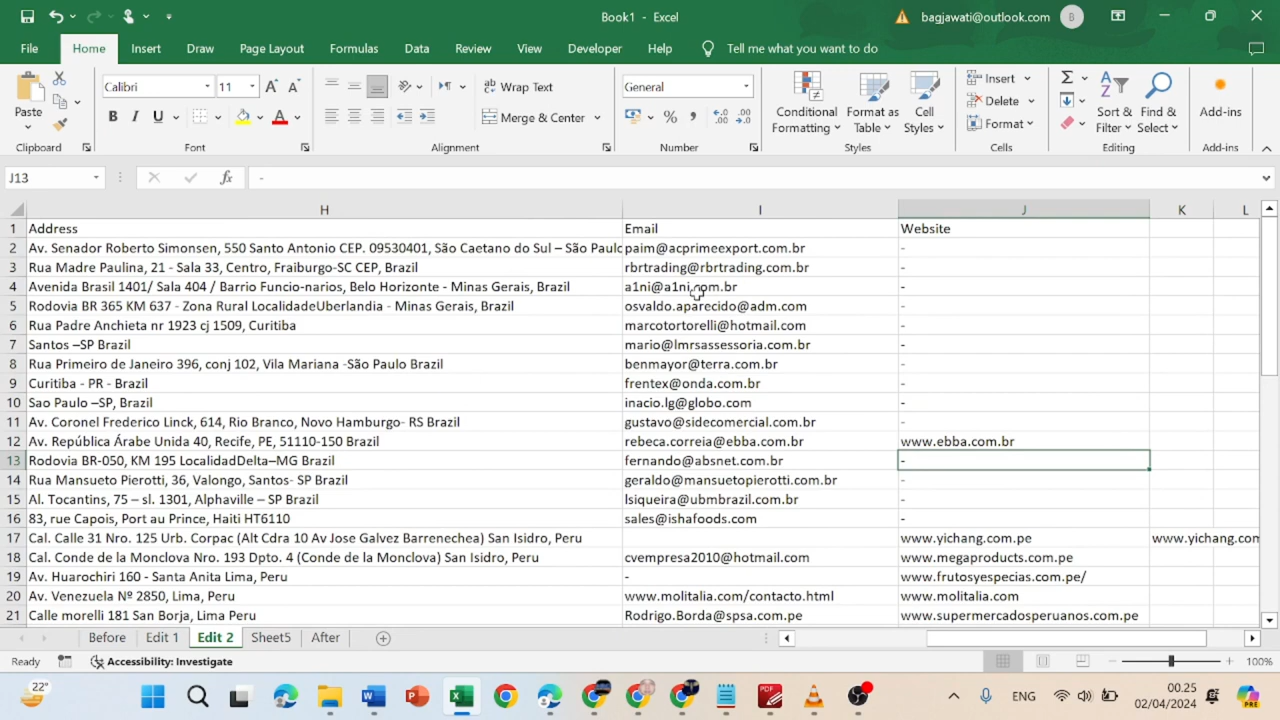 Book1 - Excel
bagjawati@outlook.com
B
File Home Insert Draw Page Layout Formulas Data Review View Developer Help Tell me what you want to do
Calibri 11
Wrap Text
General
Insert
Delete
Format
Paste
B I U
Merge & Center
Conditional Formatting
Format as Table
Cell Styles
Sort & Filter
Find & Select
Add-ins
Clipboard Font Alignment Number Styles Cells Editing Add-ins
J13 fx -
H I J K L
1 Address Email Website
2 Av. Senador Roberto Simonsen, 550 Santo Antonio CEP. 09530401, São Caetano do Sul – São Paulo paim@acprimeexport.com.br -
3 Rua Madre Paulina, 21 - Sala 33, Centro, Fraiburgo-SC CEP, Brazil rbrtrading@rbrtrading.com.br -
4 Avenida Brasil 1401/ Sala 404 / Barrio Funcio-narios, Belo Horizonte - Minas Gerais, Brazil a1ni@a1ni.com.br -
5 Rodovia BR 365 KM 637 - Zona Rural LocalidadeUberlandia - Minas Gerais, Brazil osvaldo.aparecido@adm.com -
6 Rua Padre Anchieta nr 1923 cj 1509, Curitiba marcotortorelli@hotmail.com -
7 Santos –SP Brazil mario@lmrsassessoria.com.br -
8 Rua Primeiro de Janeiro 396, conj 102, Vila Mariana -São Paulo Brazil benmayor@terra.com.br -
9 Curitiba - PR - Brazil frentex@onda.com.br -
10 Sao Paulo –SP, Brazil inacio.lg@globo.com -
11 Av. Coronel Frederico Linck, 614, Rio Branco, Novo Hamburgo- RS Brazil gustavo@sidecomercial.com.br -
12 Av. República Árabe Unida 40, Recife, PE, 51110-150 Brazil rebeca.correia@ebba.com.br www.ebba.com.br
13 Rodovia BR-050, KM 195 LocalidadDelta–MG Brazil fernando@absnet.com.br -
14 Rua Mansueto Pierotti, 36, Valongo, Santos- SP Brazil geraldo@mansuetopierotti.com.br -
15 Al. Tocantins, 75 – sl. 1301, Alphaville – SP Brazil lsiqueira@ubmbrazil.com.br -
16 83, rue Capois, Port au Prince, Haiti HT6110 sales@ishafoods.com -
17 Cal. Calle 31 Nro. 125 Urb. Corpac (Alt Cdra 10 Av Jose Galvez Barrenechea) San Isidro, Peru www.yichang.com.pe www.yichang.com
18 Cal. Conde de la Monclova Nro. 193 Dpto. 4 (Conde de la Monclova) San Isidro, Peru cvempresa2010@hotmail.com www.megaproducts.com.pe
19 Av. Huarochiri 160 - Santa Anita Lima, Peru - www.frutosyespecias.com.pe/
20 Av. Venezuela Nº 2850, Lima, Peru www.molitalia.com/contacto.html www.molitalia.com
21 Calle morelli 181 San Borja, Lima Peru Rodrigo.Borda@spsa.com.pe www.supermercadosperuanos.com.pe
Before Edit 1 Edit 2 Sheet5 After
Ready Accessibility: Investigate 100%
22° ENG 00.25
02/04/2024
PRE